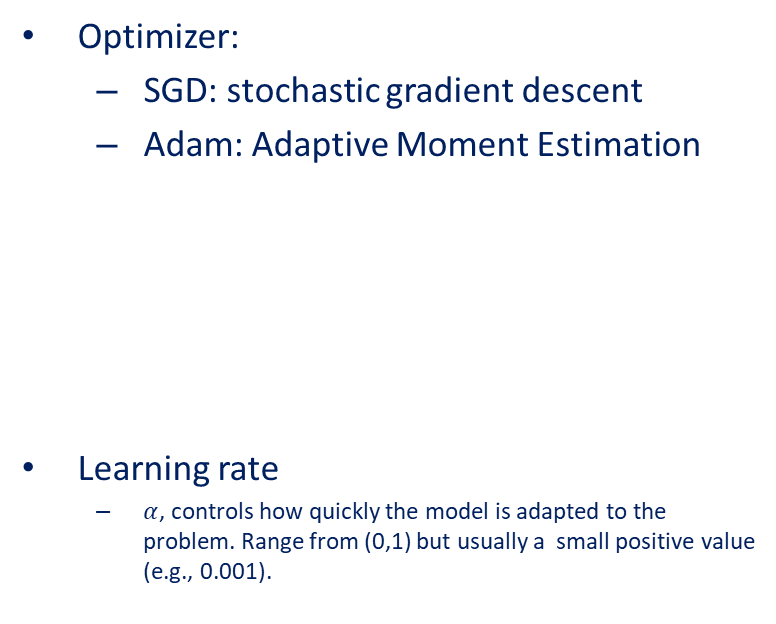 • Optimizer:
– SGD: stochastic gradient descent
– Adam: Adaptive Moment Estimation
• Learning rate
– α, controls how quickly the model is adapted to the
problem. Range from (0,1) but usually a small positive value
(e.g., 0.001).